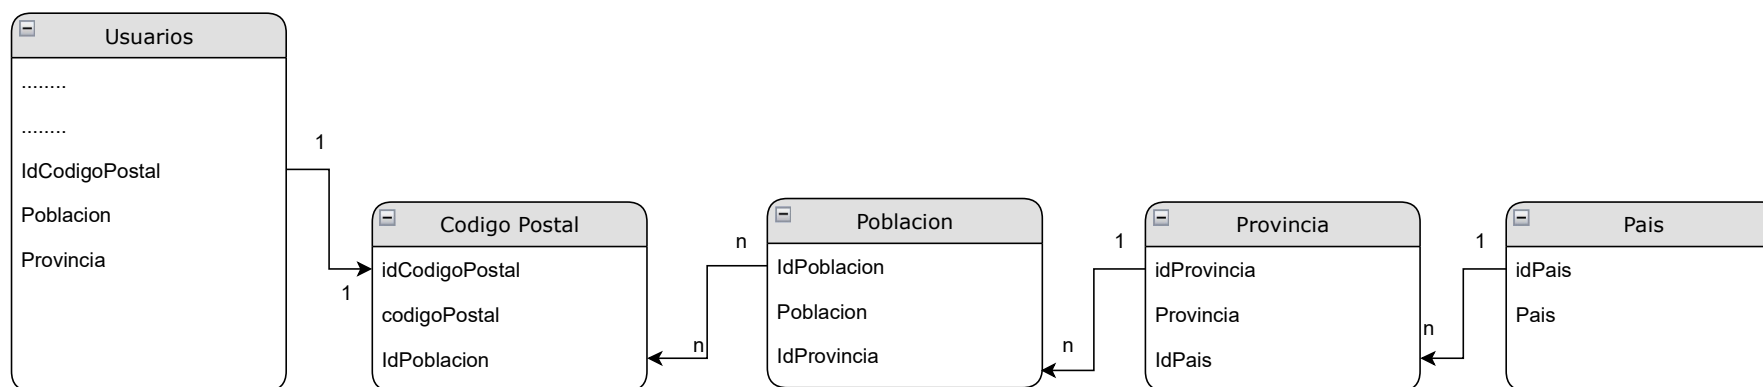 Usuarios
........
........
IdCodigoPostal
Poblacion
Provincia
1
1
Codigo Postal
idCodigoPostal
codigoPostal
IdPoblacion
n
n
Poblacion
IdPoblacion
Poblacion
IdProvincia
1
n
Provincia
idProvincia
Provincia
IdPais
1
n
Pais
idPais
Pais